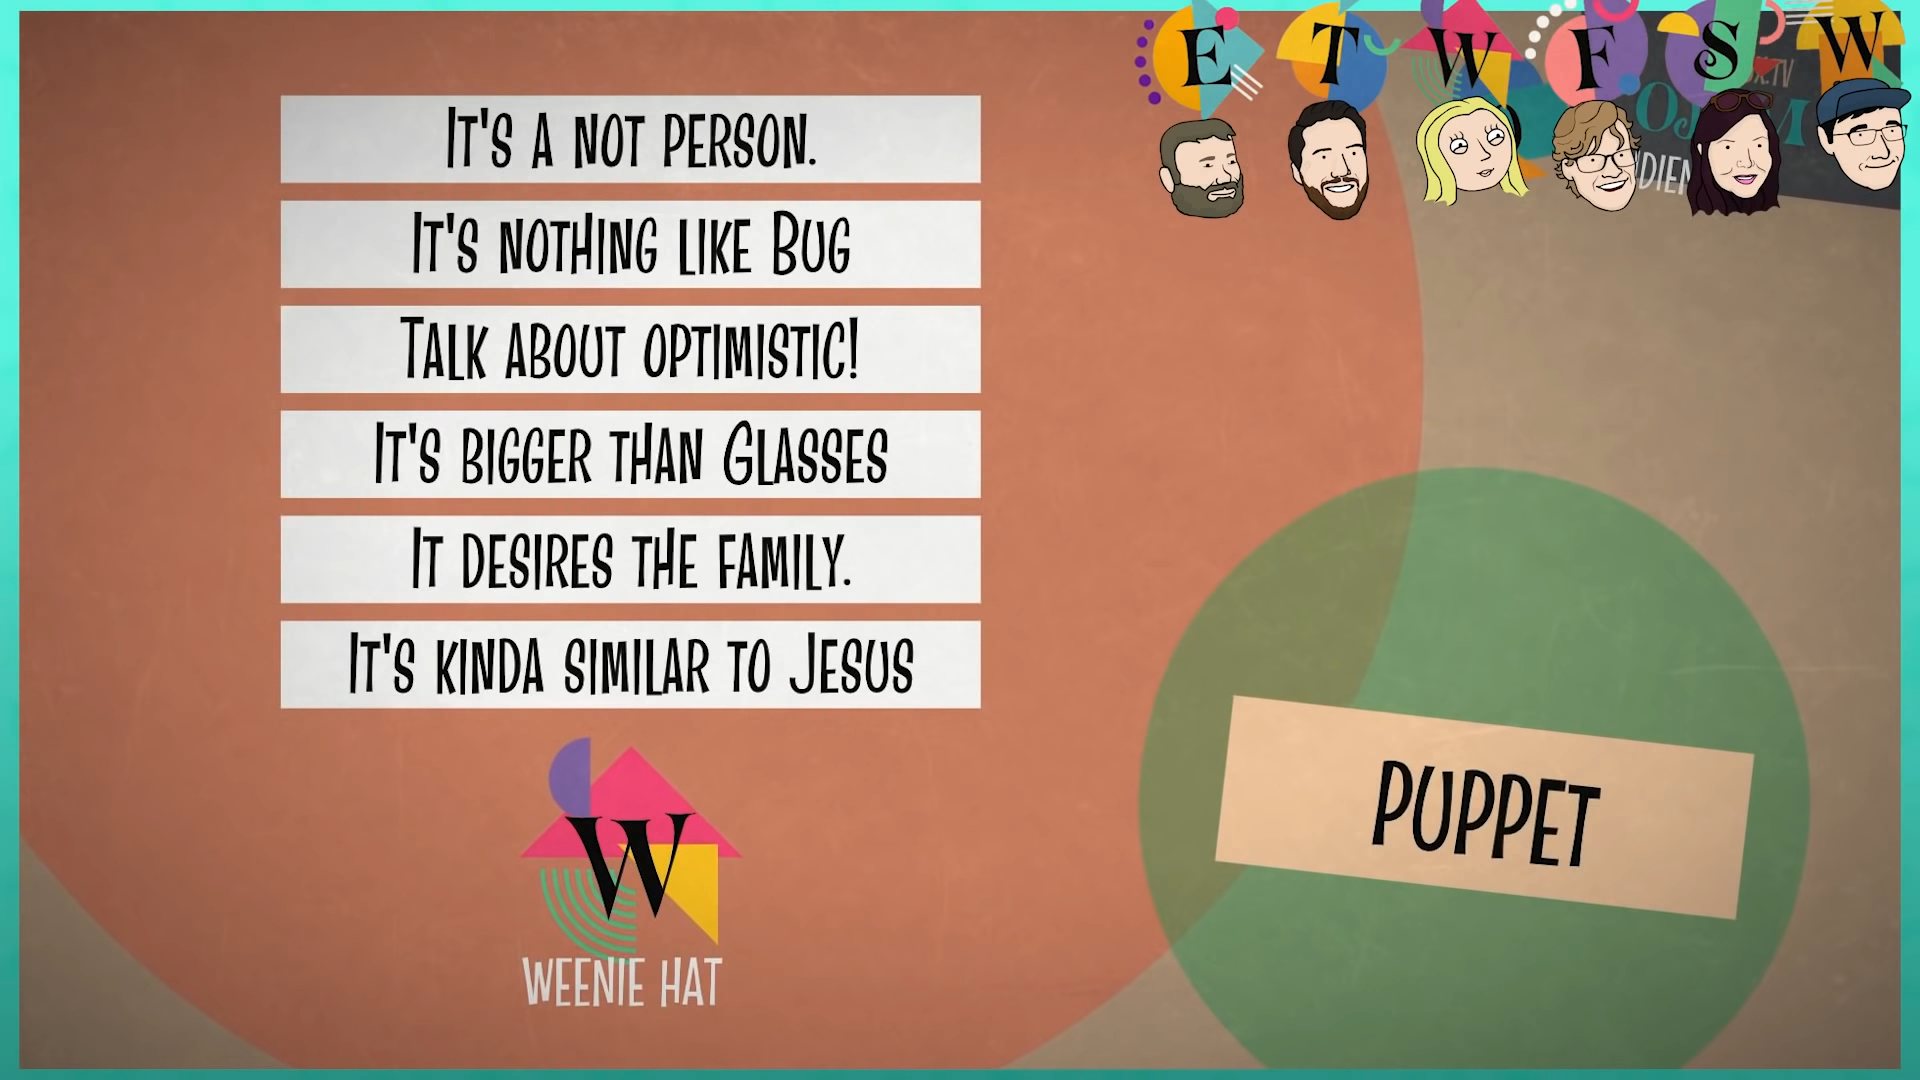 E T W F S W
IT'S A NOT PERSON.
IT'S NOTHING LIKE BUG
TALK ABOUT OPTIMISTIC!
IT'S BIGGER THAN GLASSES
IT DESIRES THE FAMILY.
IT'S KINDA SIMILAR TO JESUS
W
WEENIE HAT
PUPPET